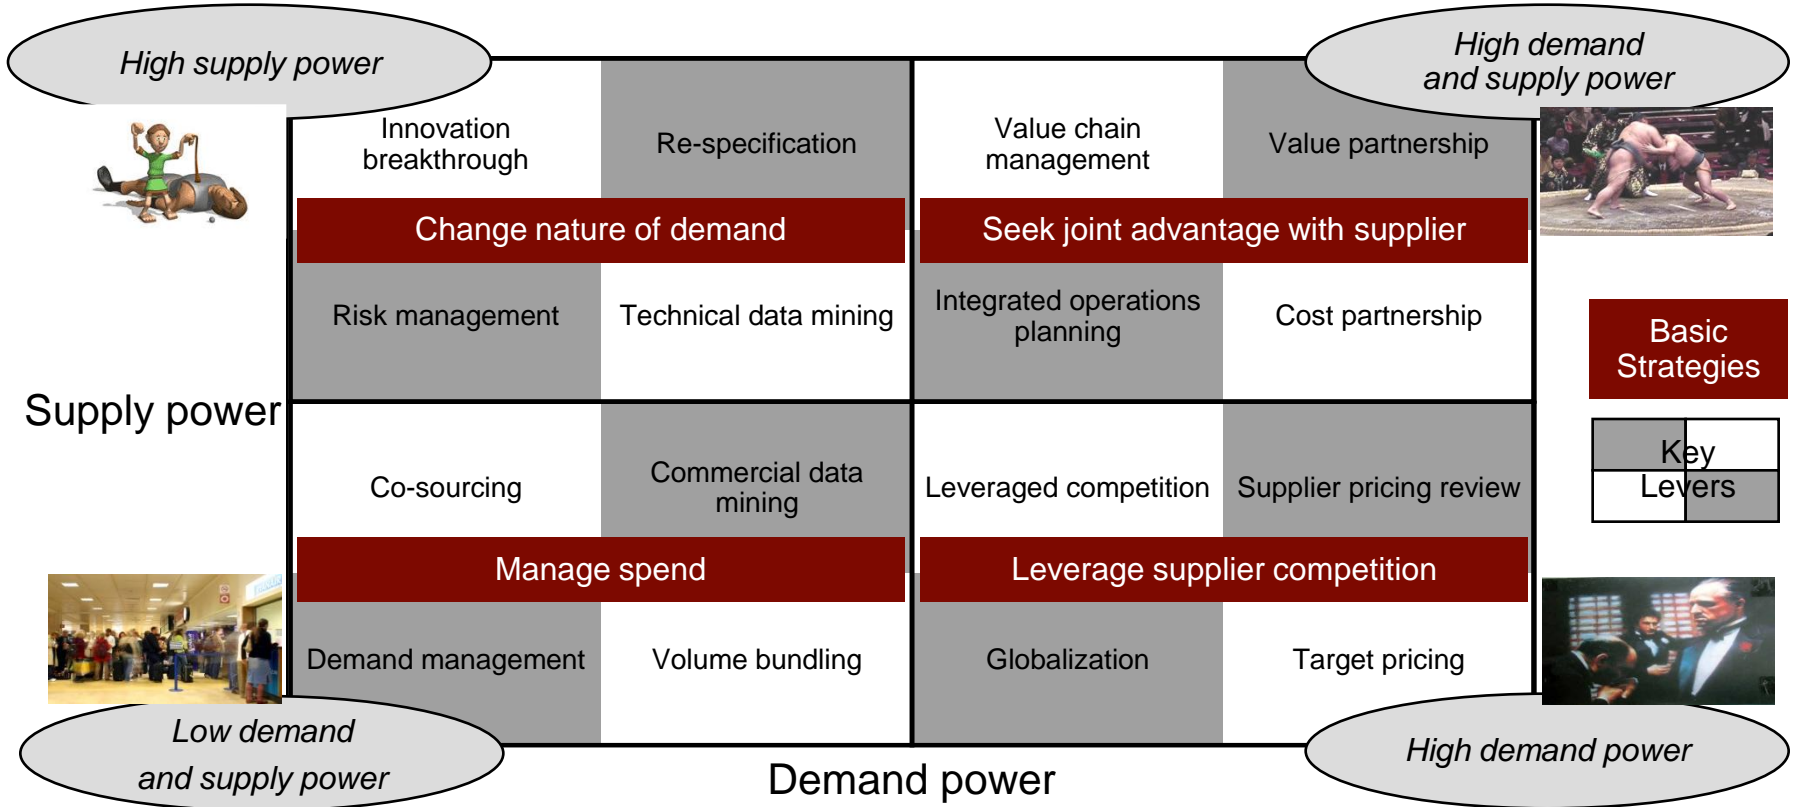 High supply power
High demand
and supply power
Innovation
breakthrough
Re-specification
Value chain
management
Value partnership
Change nature of demand
Seek joint advantage with supplier
Risk management
Technical data mining
Integrated operations
planning
Cost partnership
Basic
Strategies
Supply power
Key
Levers
Co-sourcing
Commercial data
mining
Leveraged competition
Supplier pricing review
Manage spend
Leverage supplier competition
Demand management
Volume bundling
Globalization
Target pricing
Low demand
and supply power
Demand power
High demand power